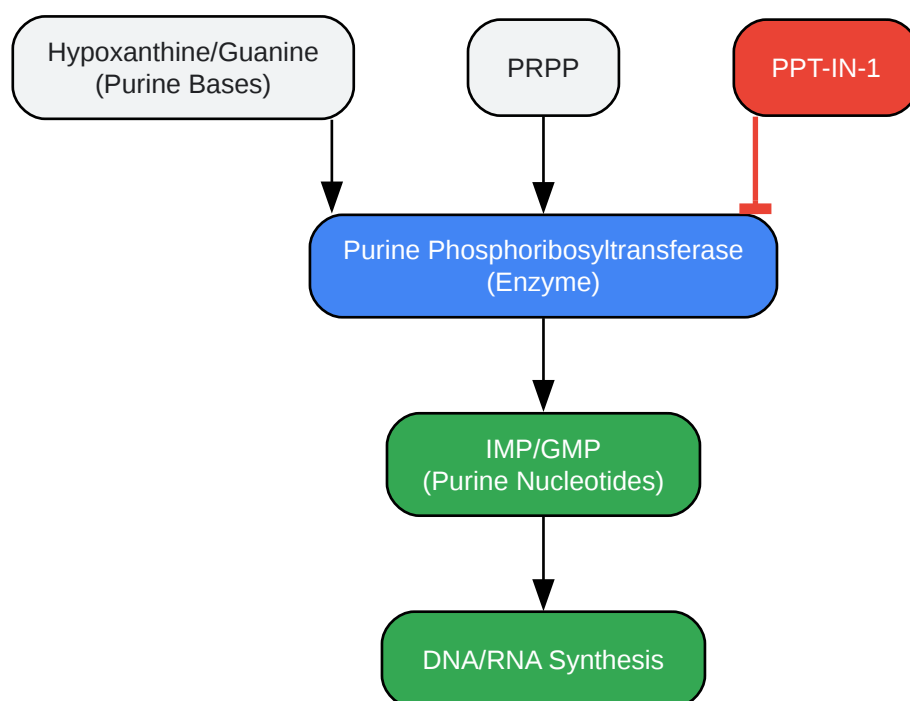 Hypoxanthine/Guanine
(Purine Bases)
PRPP
PPT-IN-1
Purine Phosphoribosyltransferase
(Enzyme)
IMP/GMP
(Purine Nucleotides)
DNA/RNA Synthesis